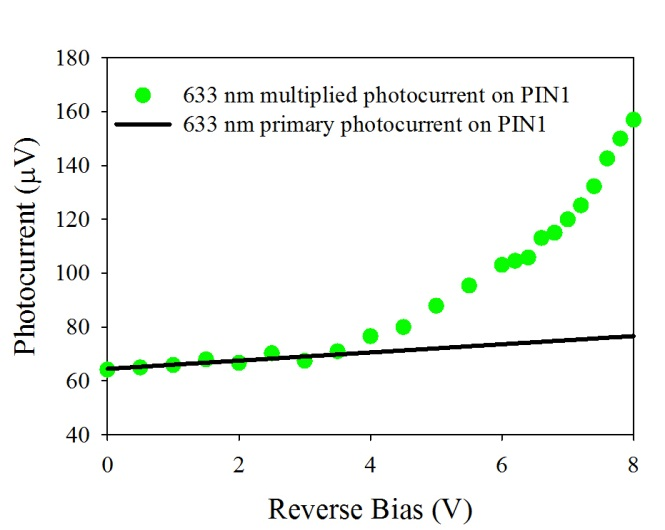 180
160
140
120
100
80
60
40
Photocurrent (μV)
633 nm multiplied photocurrent on PIN1
633 nm primary photocurrent on PIN1
0 2 4 6 8
Reverse Bias (V)